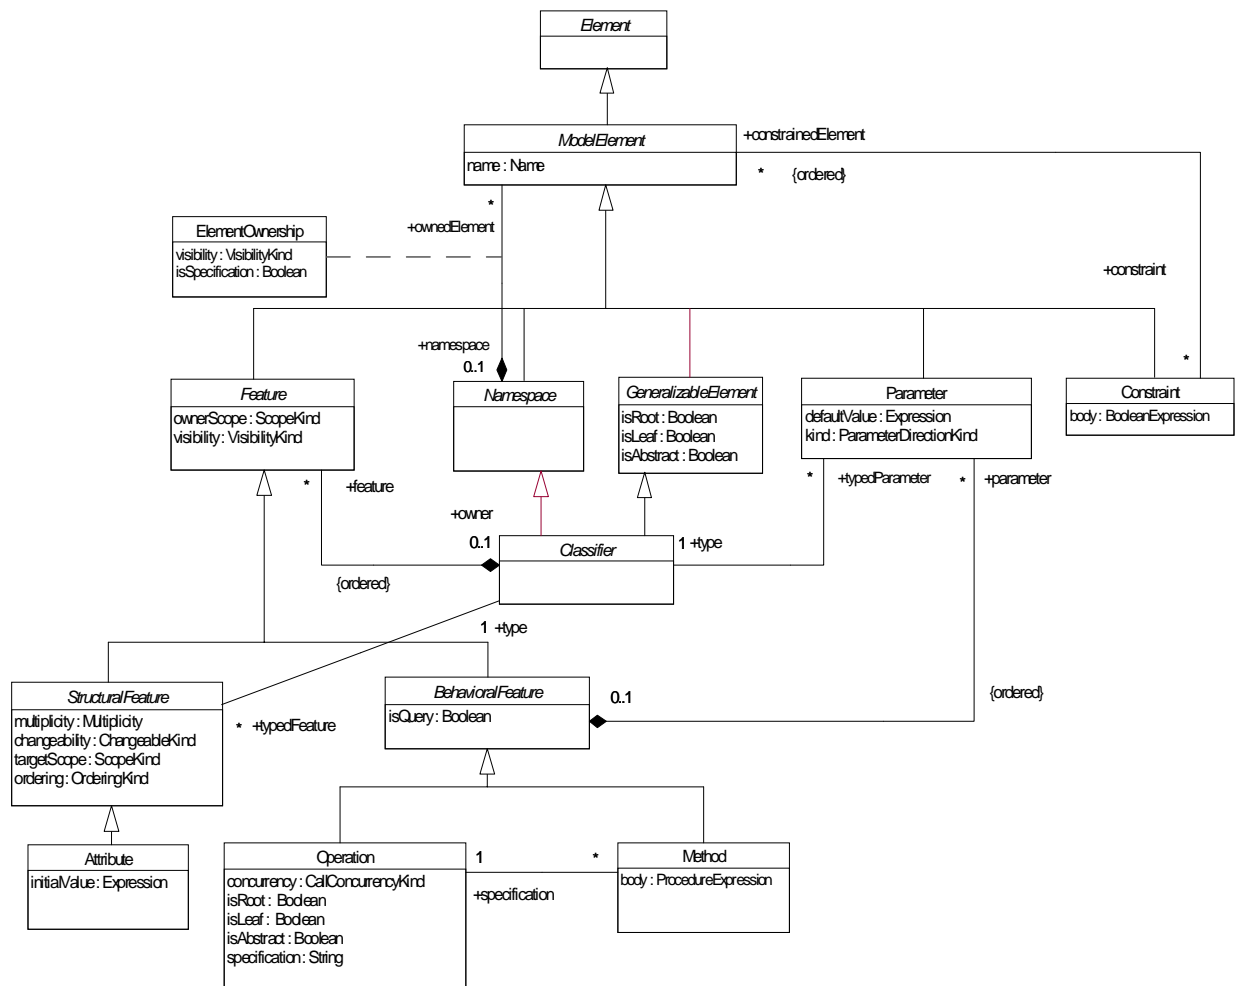 Element
ModelElement
name : Name
+constrainedElement
*
{ordered}
*
+ownedElement
ElementOwnership
visibility : VisibilityKind
isSpecification : Boolean
+constraint
*
+namespace
0..1
Feature
ownerScope : ScopeKind
visibility : VisibilityKind
Namespace
GeneralizableElement
isRoot : Boolean
isLeaf : Boolean
isAbstract : Boolean
Parameter
defaultValue : Expression
kind : ParameterDirectionKind
Constraint
body : BooleanExpression
*
+feature
*
+typedParameter
*
+parameter
+owner
0..1
Classifier
1
+type
{ordered}
1
+type
StructuralFeature
multiplicity : Multiplicity
changeability : ChangeableKind
targetScope : ScopeKind
ordering : OrderingKind
*
+typedFeature
BehavioralFeature
isQuery : Boolean
0..1
{ordered}
Attribute
initialValue : Expression
Operation
concurrency : CallConcurrencyKind
isRoot : Boolean
isLeaf : Boolean
isAbstract : Boolean
specification : String
1
*
+specification
Method
body : ProcedureExpression